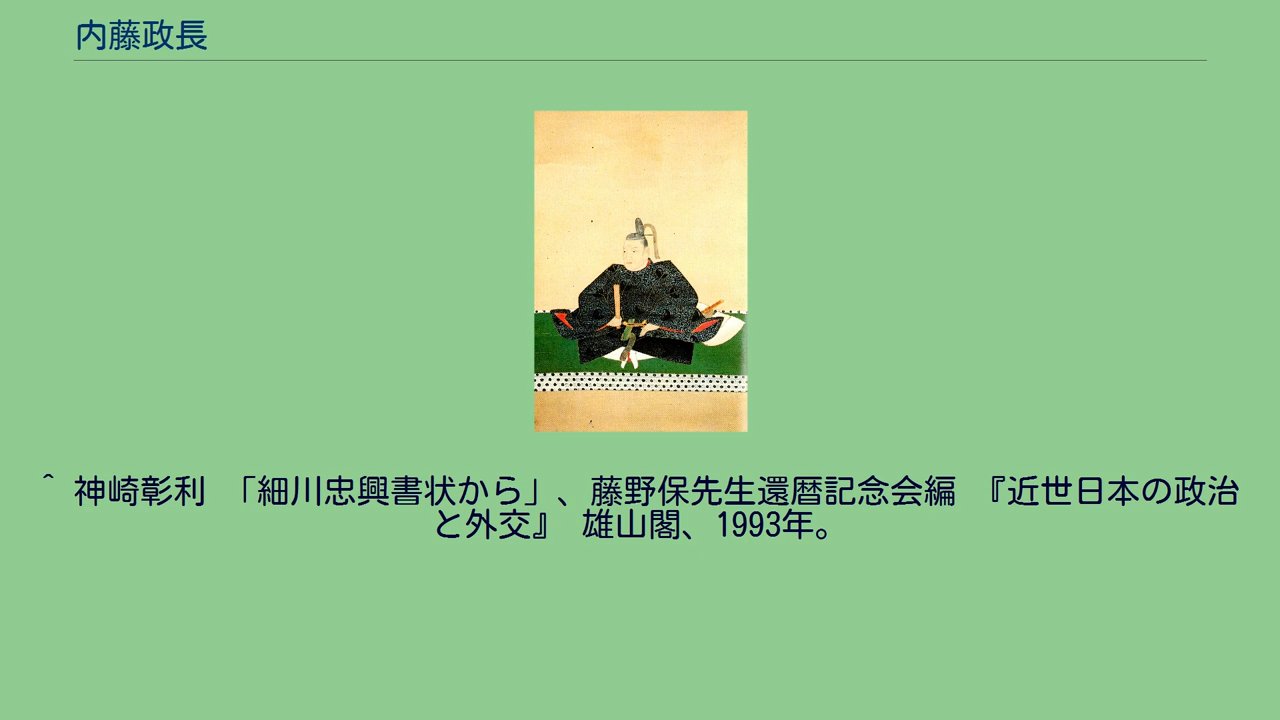 内藤政長
^ 神崎彰利 「細川忠興書状から」、藤野保先生還暦記念会編 『近世日本の政治
と外交』 雄山閣、1993年。